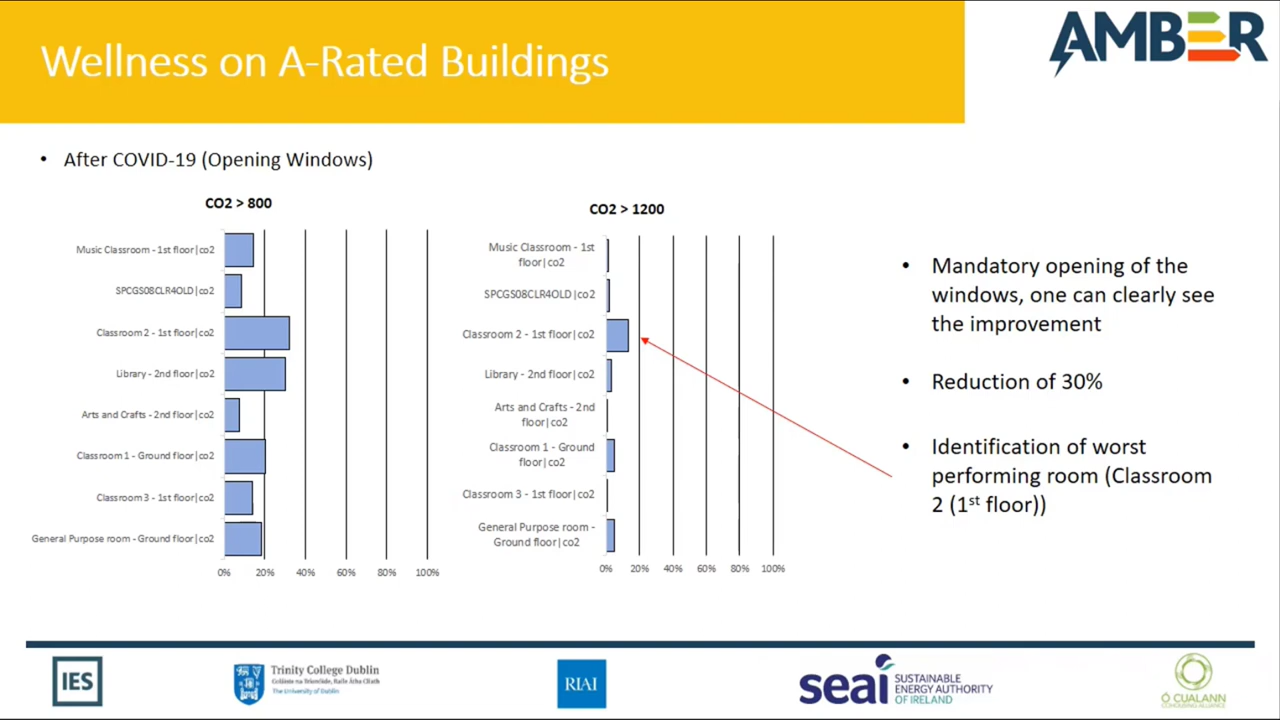 Wellness on A-Rated Buildings
AMBER
• After COVID-19 (Opening Windows)
CO2 > 800
Music Classroom - 1st floor|co2
SPCGS08CLR4OLD|co2
Classroom 2 - 1st floor|co2
Library - 2nd floor|co2
Arts and Crafts - 2nd floor|co2
Classroom 1 - Ground floor|co2
Classroom 3 - 1st floor|co2
General Purpose room - Ground floor|co2
0% 20% 40% 60% 80% 100%
CO2 > 1200
Music Classroom - 1st
floor|co2
SPCGS08CLR4OLD|co2
Classroom 2 - 1st floor|co2
Library - 2nd floor|co2
Arts and Crafts - 2nd
floor|co2
Classroom 1 - Ground
floor|co2
Classroom 3 - 1st floor|co2
General Purpose room -
Ground floor|co2
0% 20% 40% 60% 80% 100%
• Mandatory opening of the
windows, one can clearly see
the improvement
• Reduction of 30%
• Identification of worst
performing room (Classroom
2 (1st floor))
IES
Trinity College Dublin
Coláiste na Tríonóide, Baile Átha Cliath
The University of Dublin
RIAI
seai
SUSTAINABLE
ENERGY AUTHORITY
OF IRELAND
Ó CUALANN
COHOUSING ALLIANCE